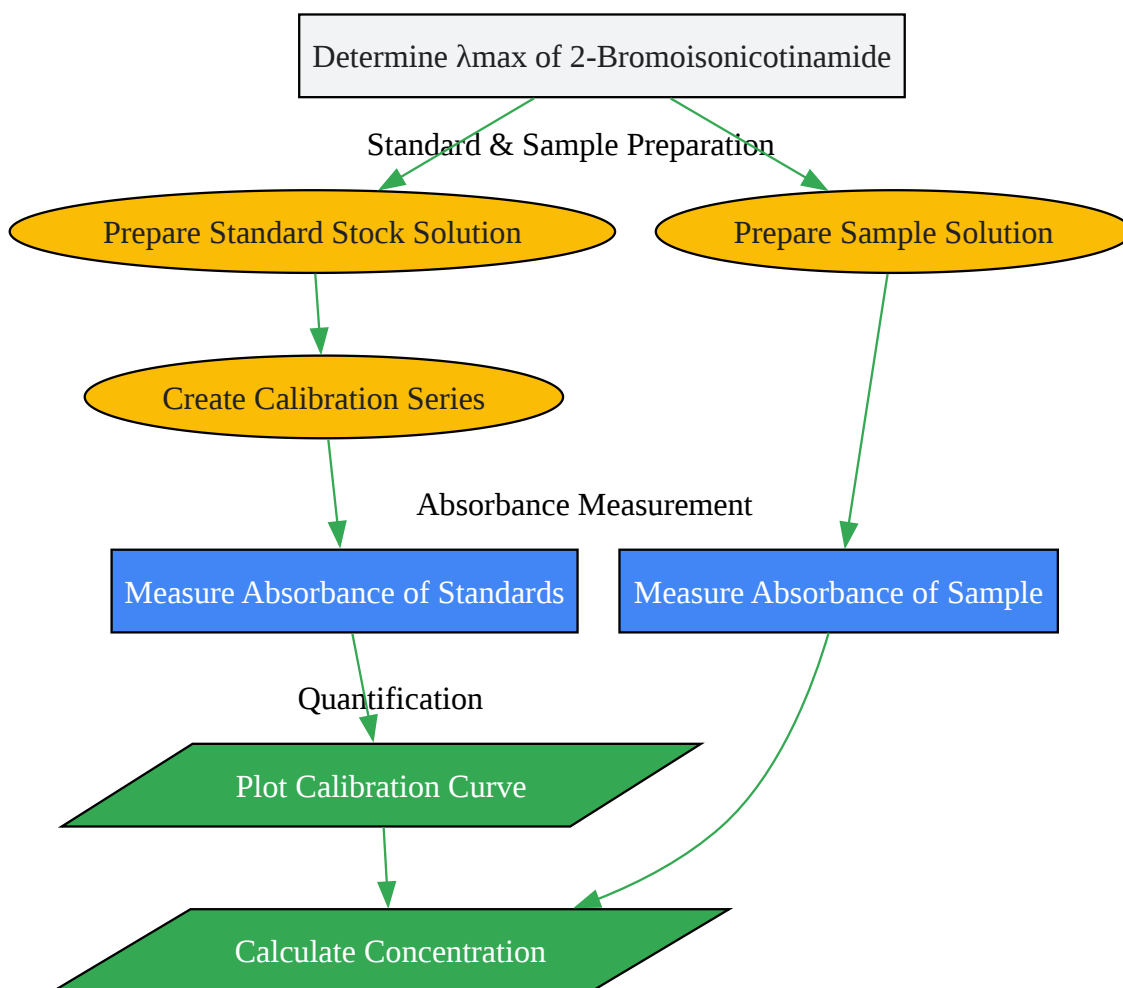 Determine λmax of 2-Bromoisonicotinamide
Standard & Sample Preparation
Prepare Standard Stock Solution
Prepare Sample Solution
Create Calibration Series
Absorbance Measurement
Measure Absorbance of Standards
Measure Absorbance of Sample
Quantification
Plot Calibration Curve
Calculate Concentration